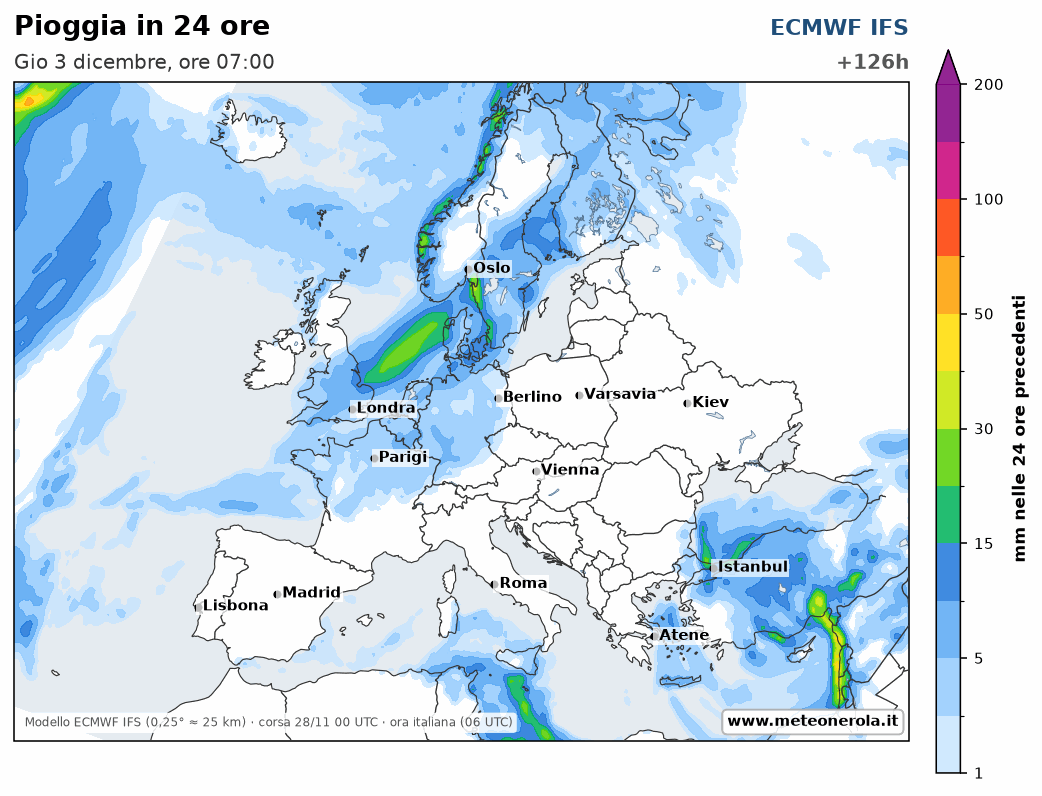 Pioggia in 24 ore
ECMWF IFS
Gio 3 dicembre, ore 07:00
+126h
Oslo
Londra
Berlino
Varsavia
Kiev
Parigi
Vienna
Istanbul
Madrid
Roma
Lisbona
Atene
Modello ECMWF IFS (0,25° ≈ 25 km) · corsa 28/11 00 UTC · ora italiana (06 UTC)
www.meteonerola.it
200
100
50
30
15
5
1
mm nelle 24 ore precedenti